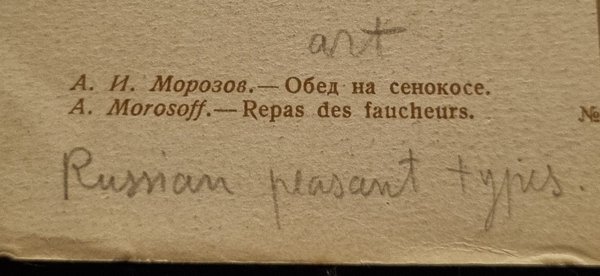 art
А. И. Морозов.—Обед на сенокосе.
A. Morosoff.—Repas des faucheurs.
№
Russian peasant types.